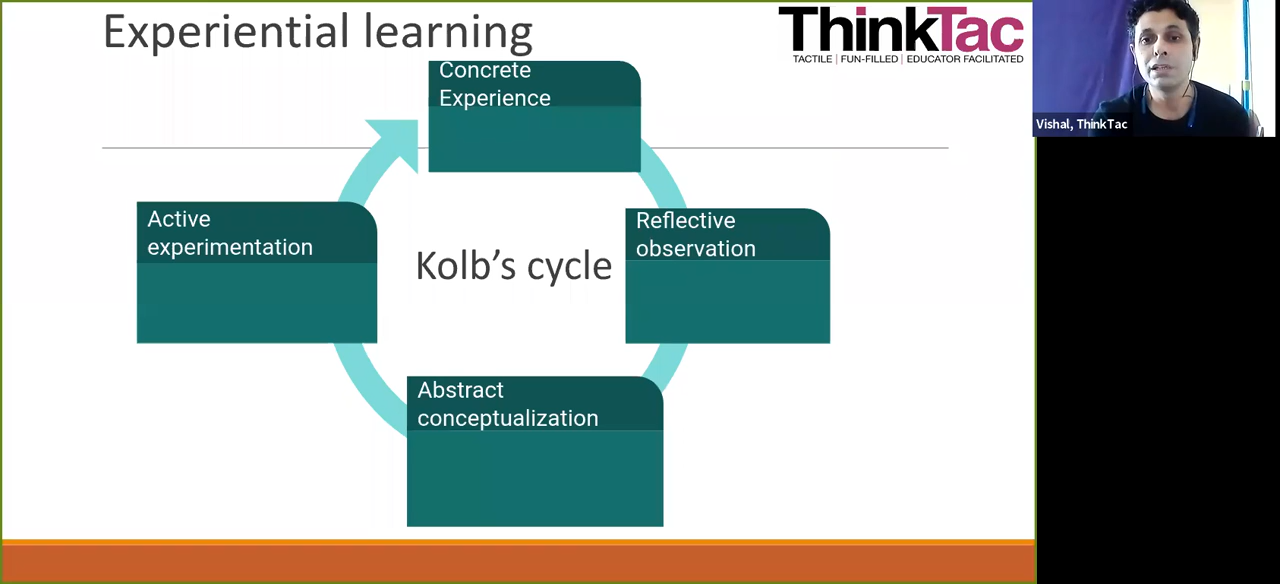 Experiential learning
ThinkTac
TACTILE | FUN-FILLED | EDUCATOR FACILITATED
Vishal, ThinkTac
Concrete
Experience
Active
experimentation
Reflective
observation
Kolb’s cycle
Abstract
conceptualization